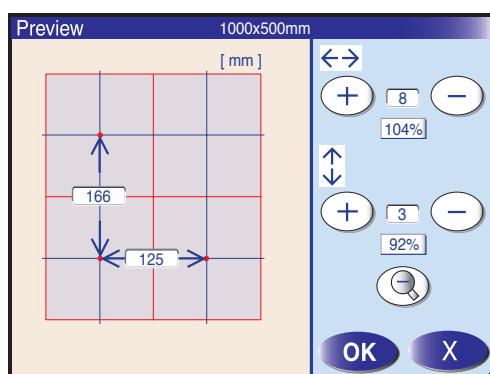 Preview 1000x500mm
[ mm ]
166
125
+ 8 −
104%
+ 3 −
92%
OK X